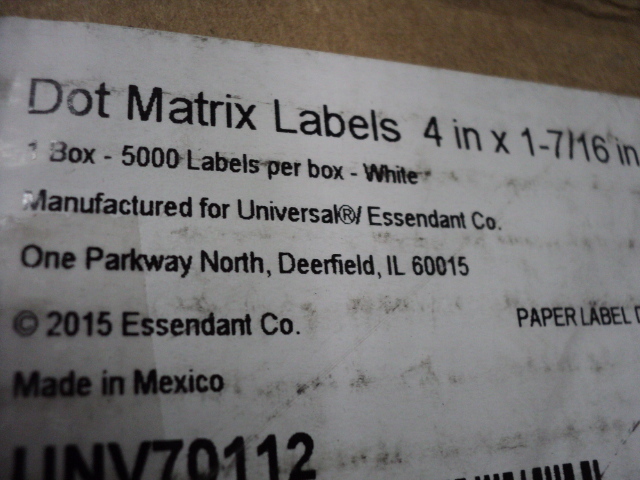 Dot Matrix Labels 4 in x 1-7/16 in
1 Box - 5000 Labels per box - White
Manufactured for Universal®/ Essendant Co.
One Parkway North, Deerfield, IL 60015
© 2015 Essendant Co.
PAPER LABEL
Made in Mexico
UNV70112